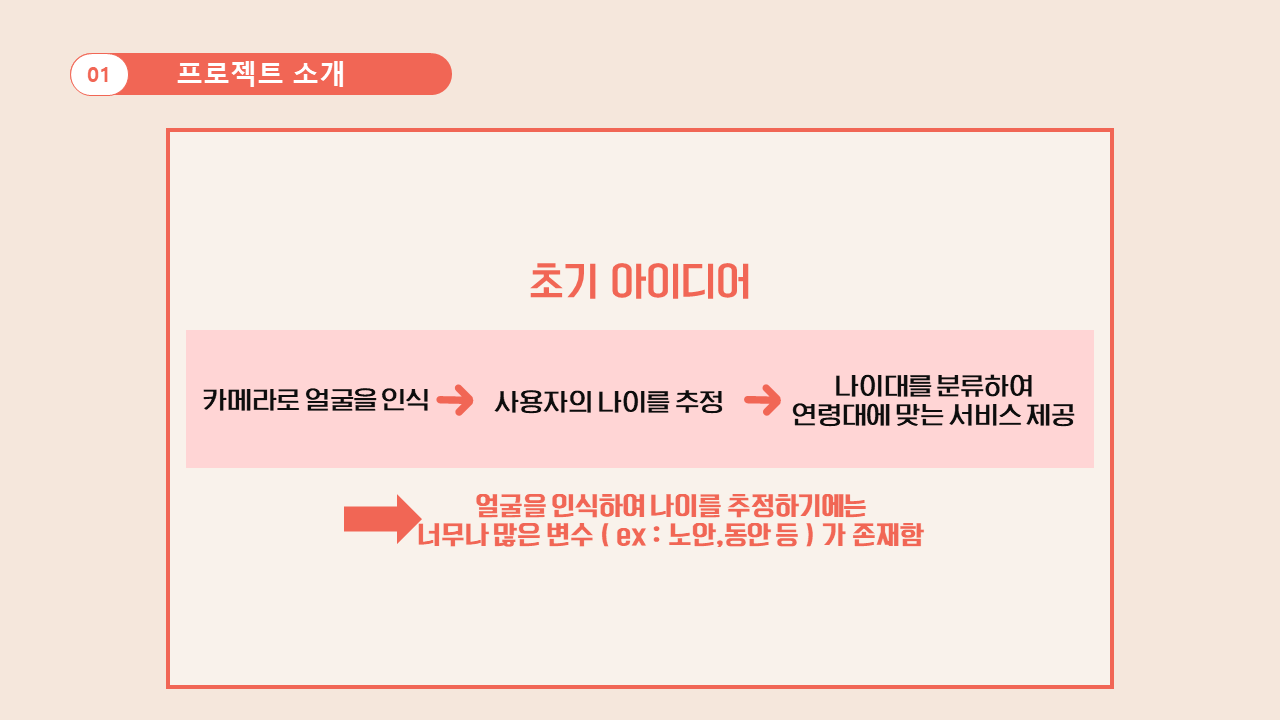 01
프로젝트 소개
초기 아이디어
카메라로 얼굴을 인식
사용자의 나이를 추정
나이대를 분류하여
연령대에 맞는 서비스 제공
얼굴을 인식하여 나이를 추정하기에는
너무나 많은 변수 ( ex : 노안,동안 등 ) 가 존재함